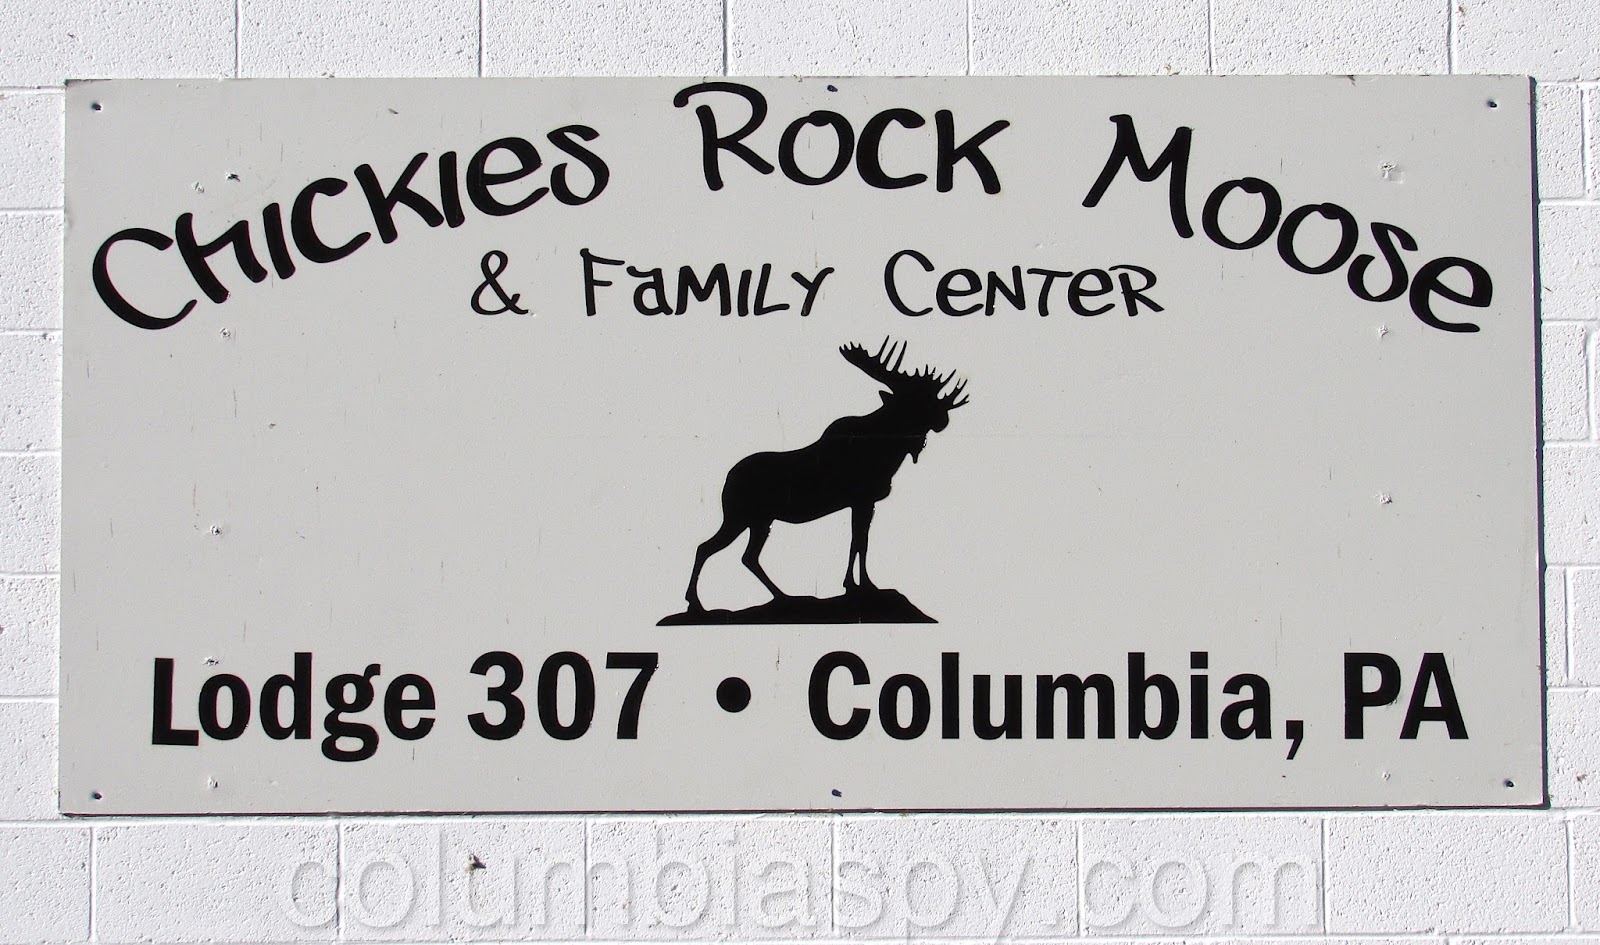 Chickies Rock Moose
& Family Center
Lodge 307 • Columbia, PA
columbiaspy.com